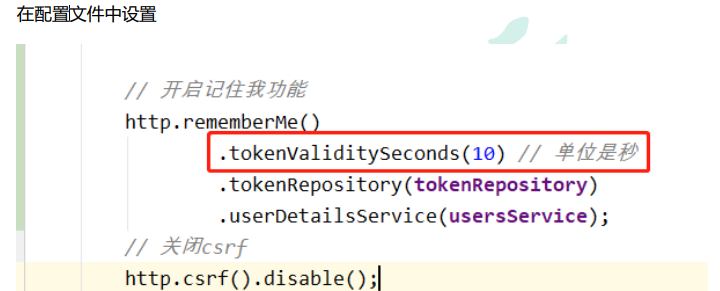 在配置文件中设置
// 开启记住我功能
http.rememberMe()
.tokenValiditySeconds(10) // 单位是秒
.tokenRepository(tokenRepository)
.userDetailsService(usersService);
// 关闭csrf
http.csrf().disable();